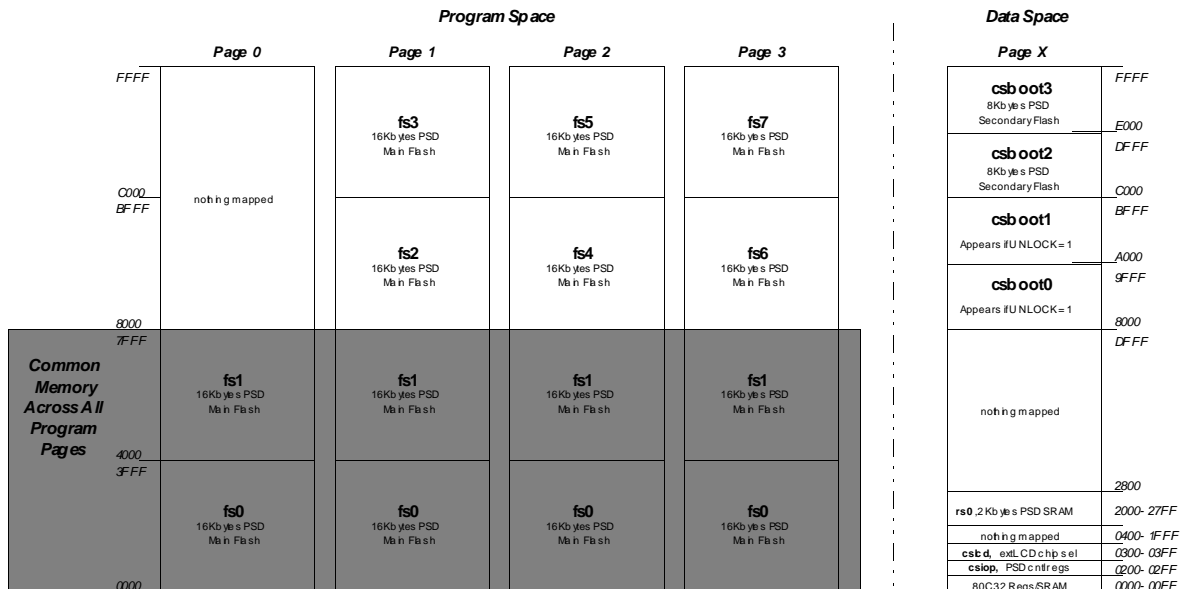 Program Space
Data Space
Page 0
Page 1
Page 2
Page 3
Page X
FFFF
C000
BFFF
8000
7FFF
4000
3FFF
0000
nothing mapped
fs3
16Kbytes PSD
Main Flash
fs5
16Kbytes PSD
Main Flash
fs7
16Kbytes PSD
Main Flash
fs2
16Kbytes PSD
Main Flash
fs4
16Kbytes PSD
Main Flash
fs6
16Kbytes PSD
Main Flash
Common
Memory
Across All
Program
Pages
fs1
16Kbytes PSD
Main Flash
fs1
16Kbytes PSD
Main Flash
fs1
16Kbytes PSD
Main Flash
fs1
16Kbytes PSD
Main Flash
fs0
16Kbytes PSD
Main Flash
fs0
16Kbytes PSD
Main Flash
fs0
16Kbytes PSD
Main Flash
fs0
16Kbytes PSD
Main Flash
csboot3
8Kbytes PSD
Secondary Flash
FFFF
E000
csboot2
8Kbytes PSD
Secondary Flash
DFFF
C000
csboot1
Appears if UNLOCK = 1
BFFF
A000
csboot0
Appears if UNLOCK = 1
9FFF
8000
DFFF
nothing mapped
2800
rs0, 2 Kbytes PSD SRAM
2000-27FF
nothing mapped
0400-1FFF
cslcd, ext LCD chip sel
0300-03FF
csiop, PSD cntl regs
0200-02FF
80C32 Regs/SRAM
0000-00FF